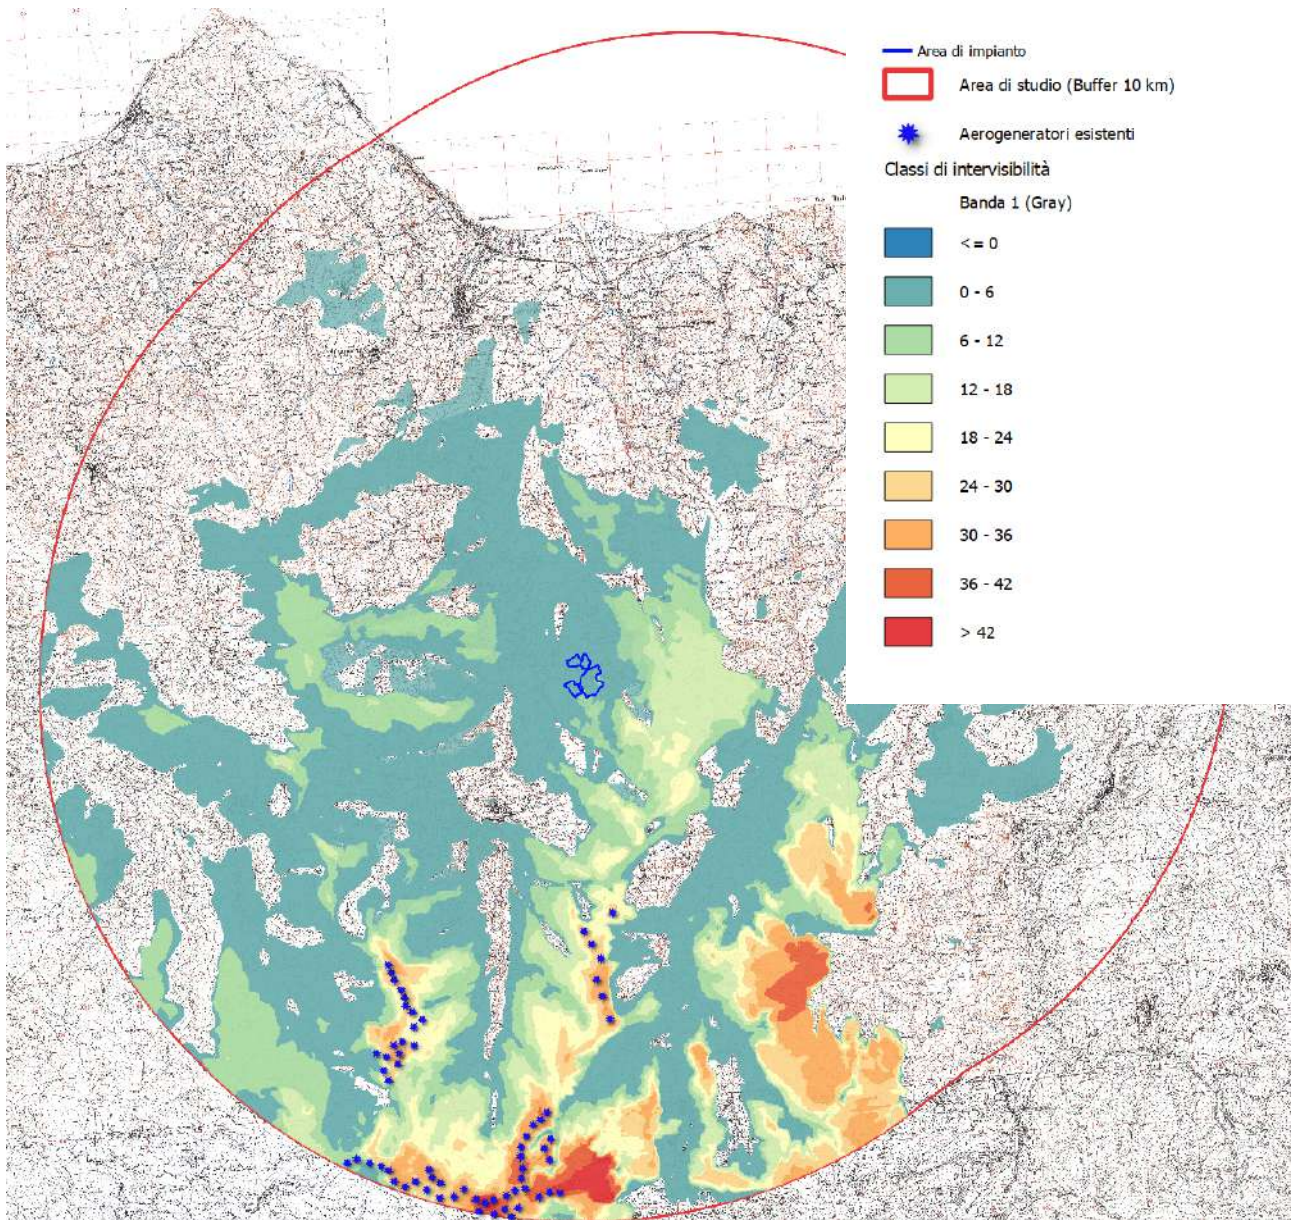 Area di impianto
Area di studio (Buffer 10 km)
Aerogeneratori esistenti
Classi di intervisibilità
Banda 1 (Gray)
<= 0
0 - 6
6 - 12
12 - 18
18 - 24
24 - 30
30 - 36
36 - 42
> 42